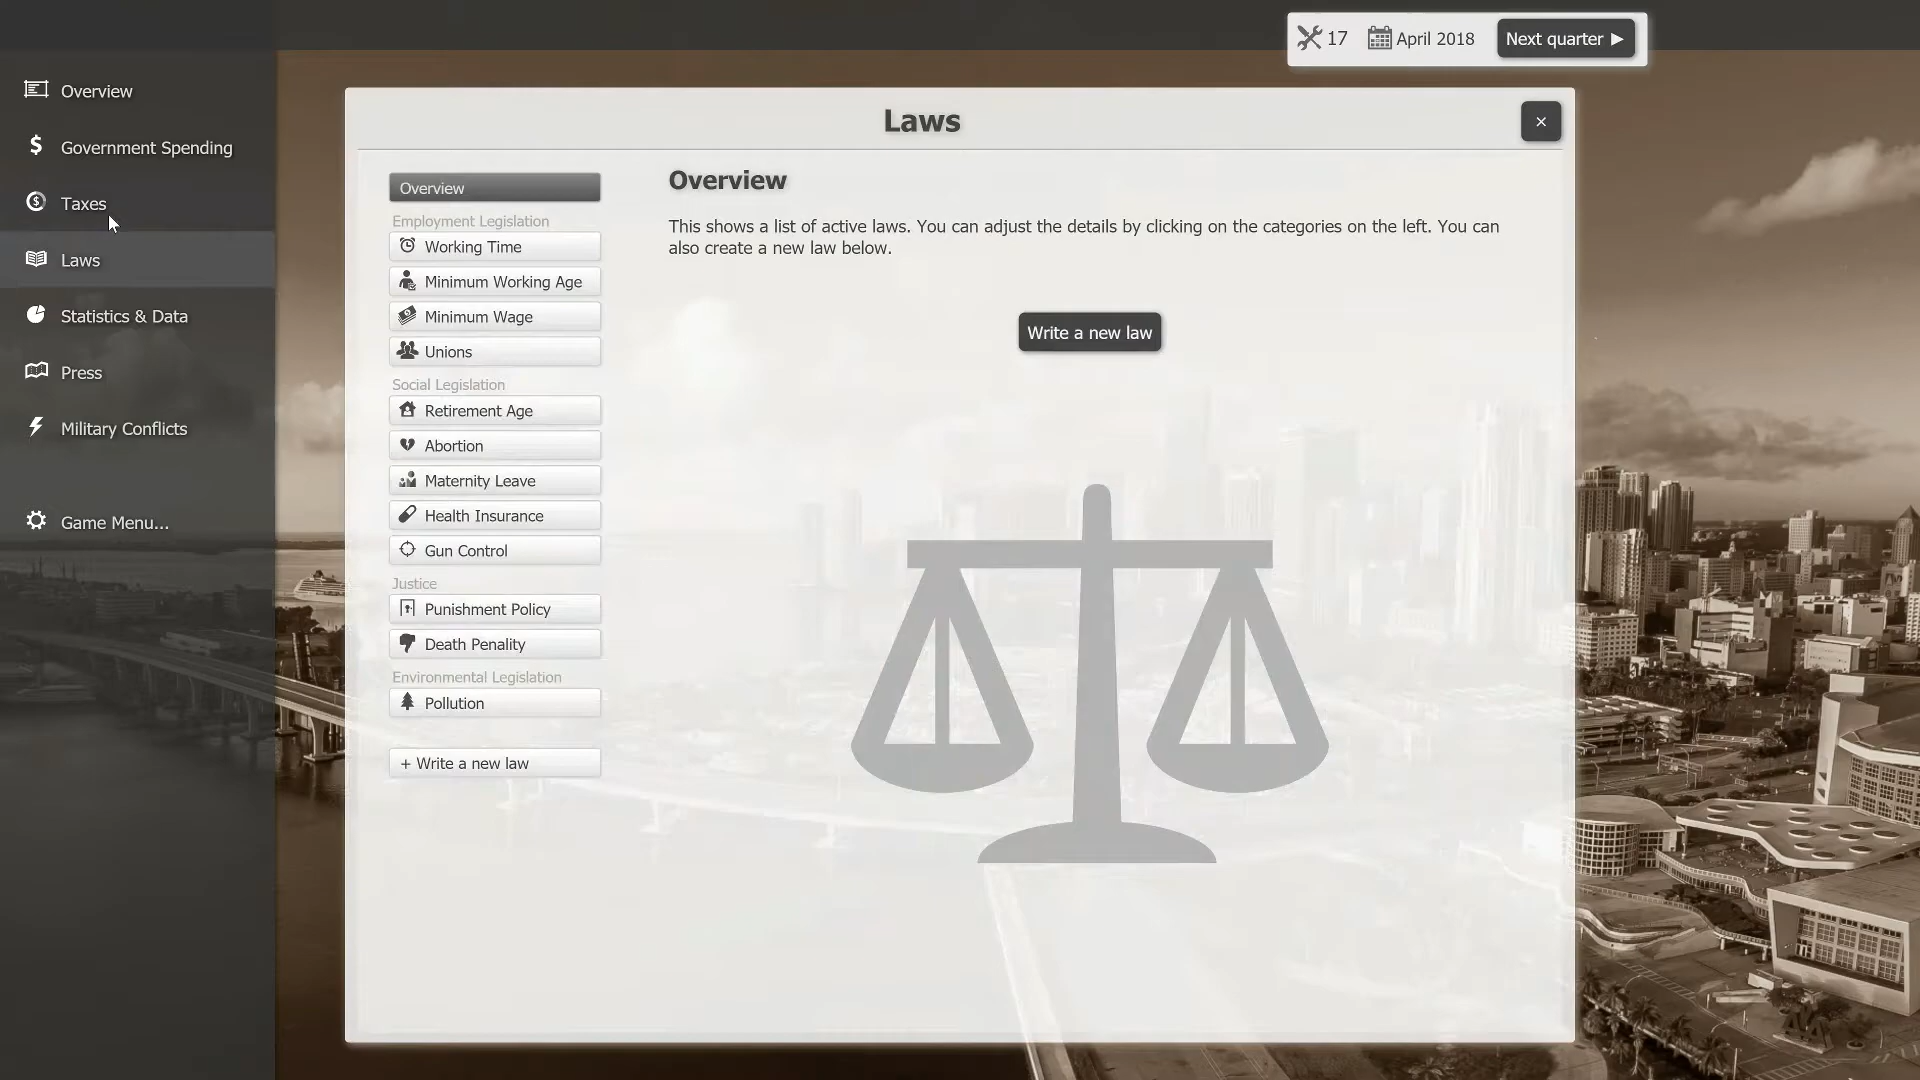 17
April 2018
Next quarter
Overview
Government Spending
Taxes
Laws
Statistics & Data
Press
Military Conflicts
Game Menu...
Laws
×
Overview
Employment Legislation
Working Time
Minimum Working Age
Minimum Wage
Unions
Social Legislation
Retirement Age
Abortion
Maternity Leave
Health Insurance
Gun Control
Justice
Punishment Policy
Death Penality
Environmental Legislation
Pollution
+ Write a new law
Overview
This shows a list of active laws. You can adjust the details by clicking on the categories on the left. You can
also create a new law below.
Write a new law